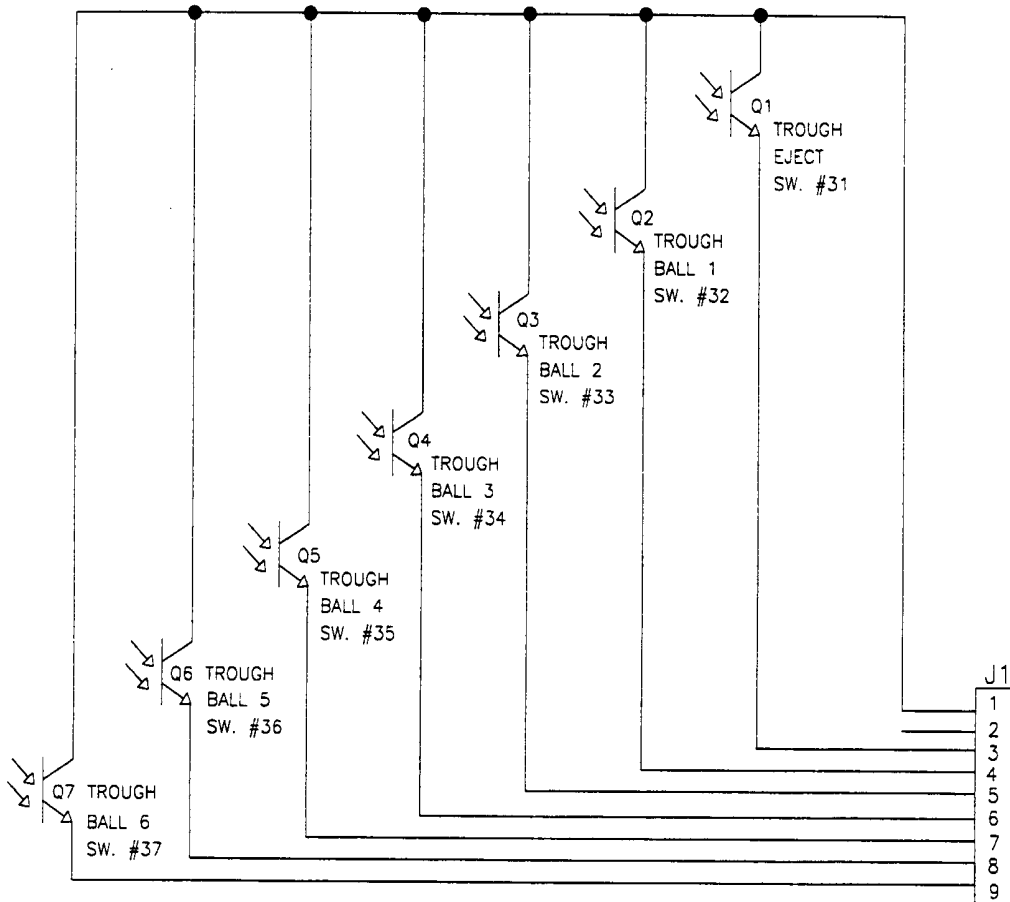 Q1
TROUGH
EJECT
SW. #31
Q2
TROUGH
BALL 1
SW. #32
Q3
TROUGH
BALL 2
SW. #33
Q4
TROUGH
BALL 3
SW. #34
Q5
TROUGH
BALL 4
SW. #35
Q6 TROUGH
BALL 5
SW. #36
Q7 TROUGH
BALL 6
SW. #37
J1
1
2
3
4
5
6
7
8
9